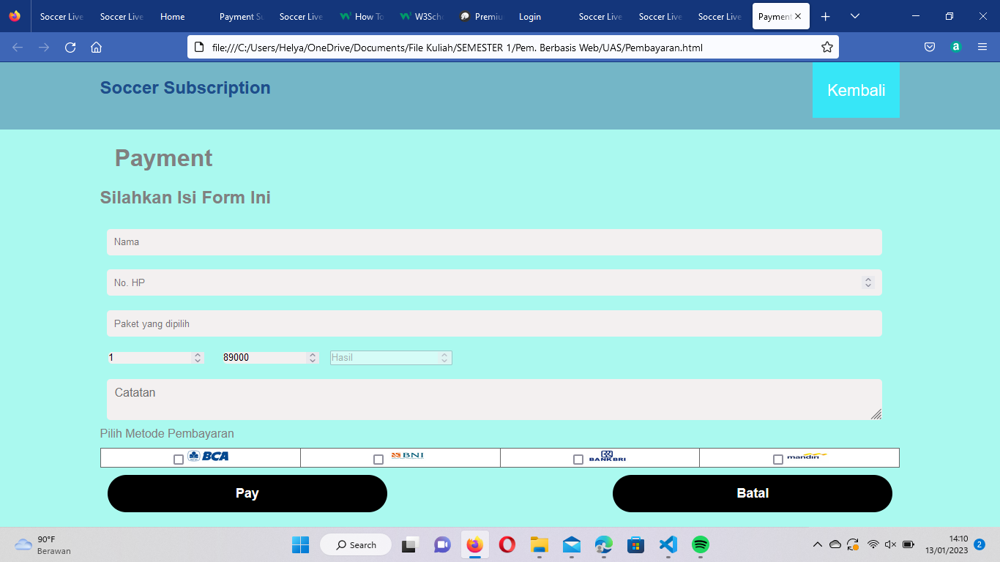 Soccer Live
Soccer Live
Home
Payment Su
Soccer Live
How To
W3Scho
Premiu
Login
Soccer Live
Soccer Live
Soccer Live
Payment
file:///C:/Users/Helya/OneDrive/Documents/File Kuliah/SEMESTER 1/Pem. Berbasis Web/UAS/Pembayaran.html
a
Soccer Subscription
Kembali
Payment
Silahkan Isi Form Ini
Nama
No. HP
Paket yang dipilih
1
89000
Hasil
Catatan
Pilih Metode Pembayaran
BCA
BNI
BANK BRI
mandiri
Pay
Batal
90°F
Berawan
Search
14:10
13/01/2023
2